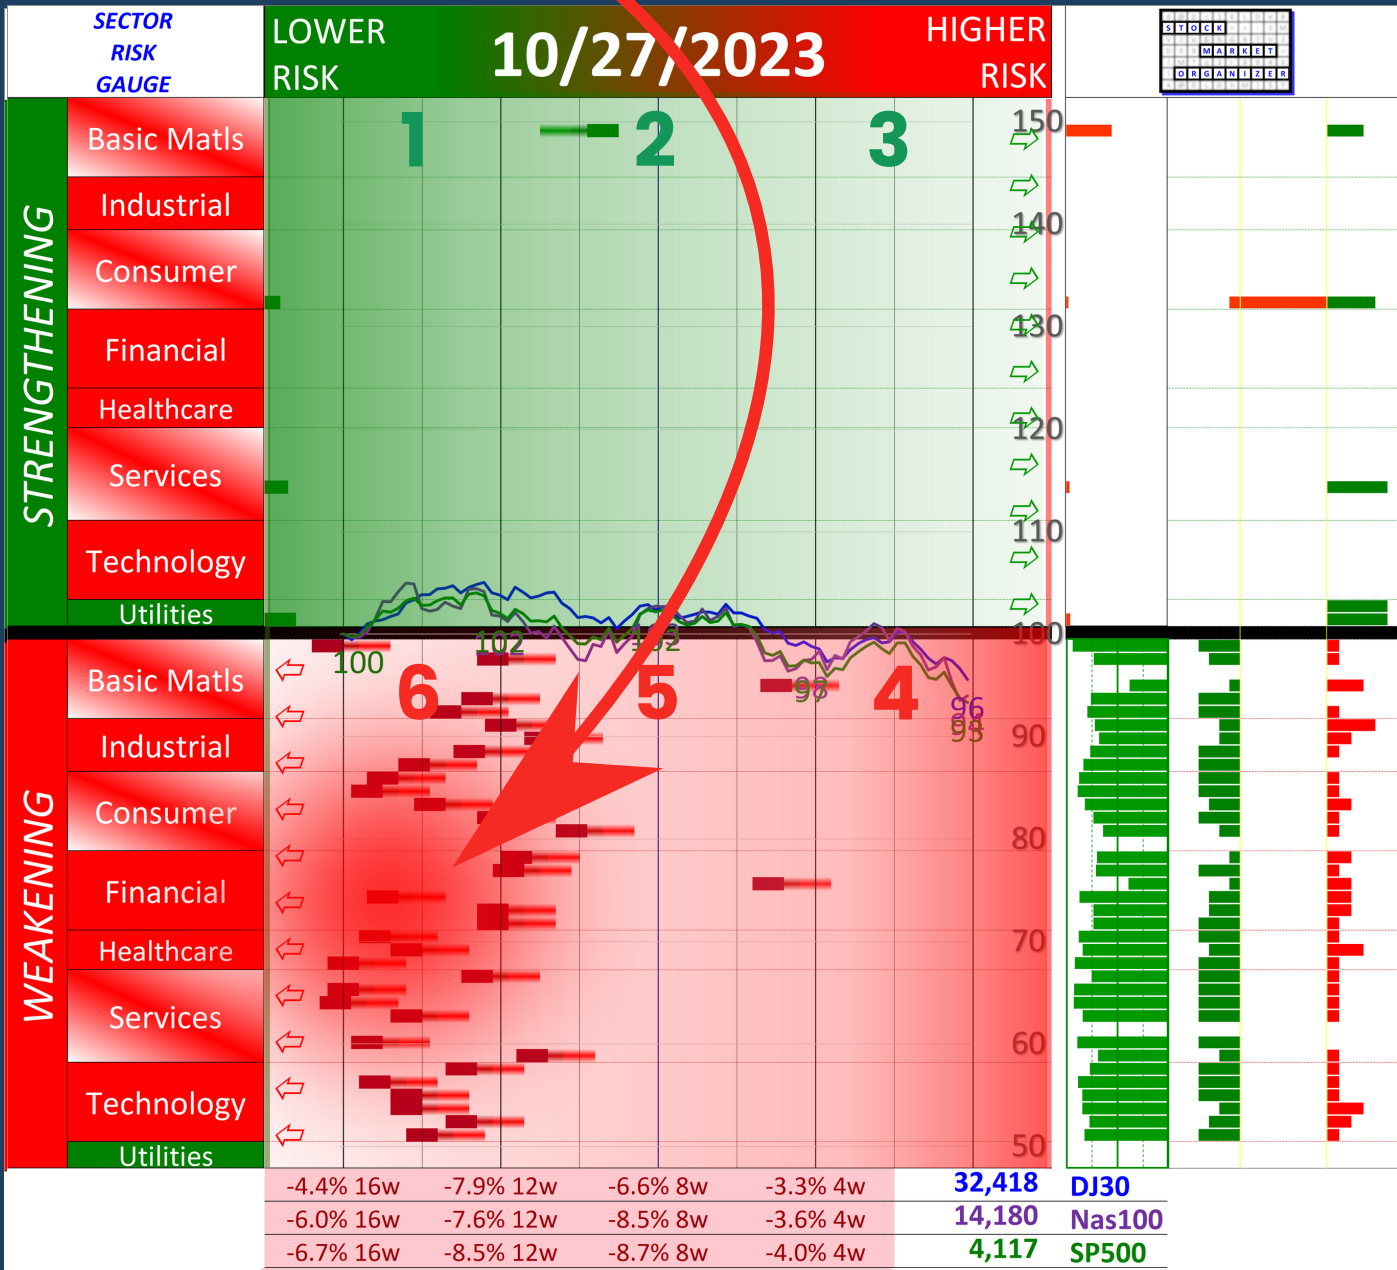 SECTOR
RISK
GAUGE
LOWER
RISK
10/27/2023
HIGHER
RISK
STOCK
MARKET
ORGANIZER
STRENGTHENING
Basic Matls
Industrial
Consumer
Financial
Healthcare
Services
Technology
Utilities
1
2
3
150
140
130
120
110
100
100
102
102
97
96
93
WEAKENING
Basic Matls
Industrial
Consumer
Financial
Healthcare
Services
Technology
Utilities
6
5
4
90
80
70
60
50
-4.4% 16w -7.9% 12w -6.6% 8w -3.3% 4w 32,418 DJ30
-6.0% 16w -7.6% 12w -8.5% 8w -3.6% 4w 14,180 Nas100
-6.7% 16w -8.5% 12w -8.7% 8w -4.0% 4w 4,117 SP500